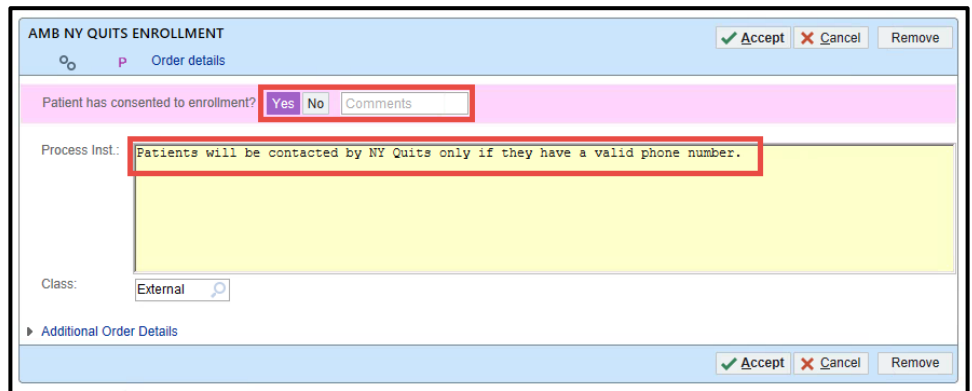 AMB NY QUITS ENROLLMENT
Accept Cancel Remove
P Order details
Patient has consented to enrollment? Yes No Comments
Process Inst.: Patients will be contacted by NY Quits only if they have a valid phone number.
Class: External
Additional Order Details
Accept Cancel Remove